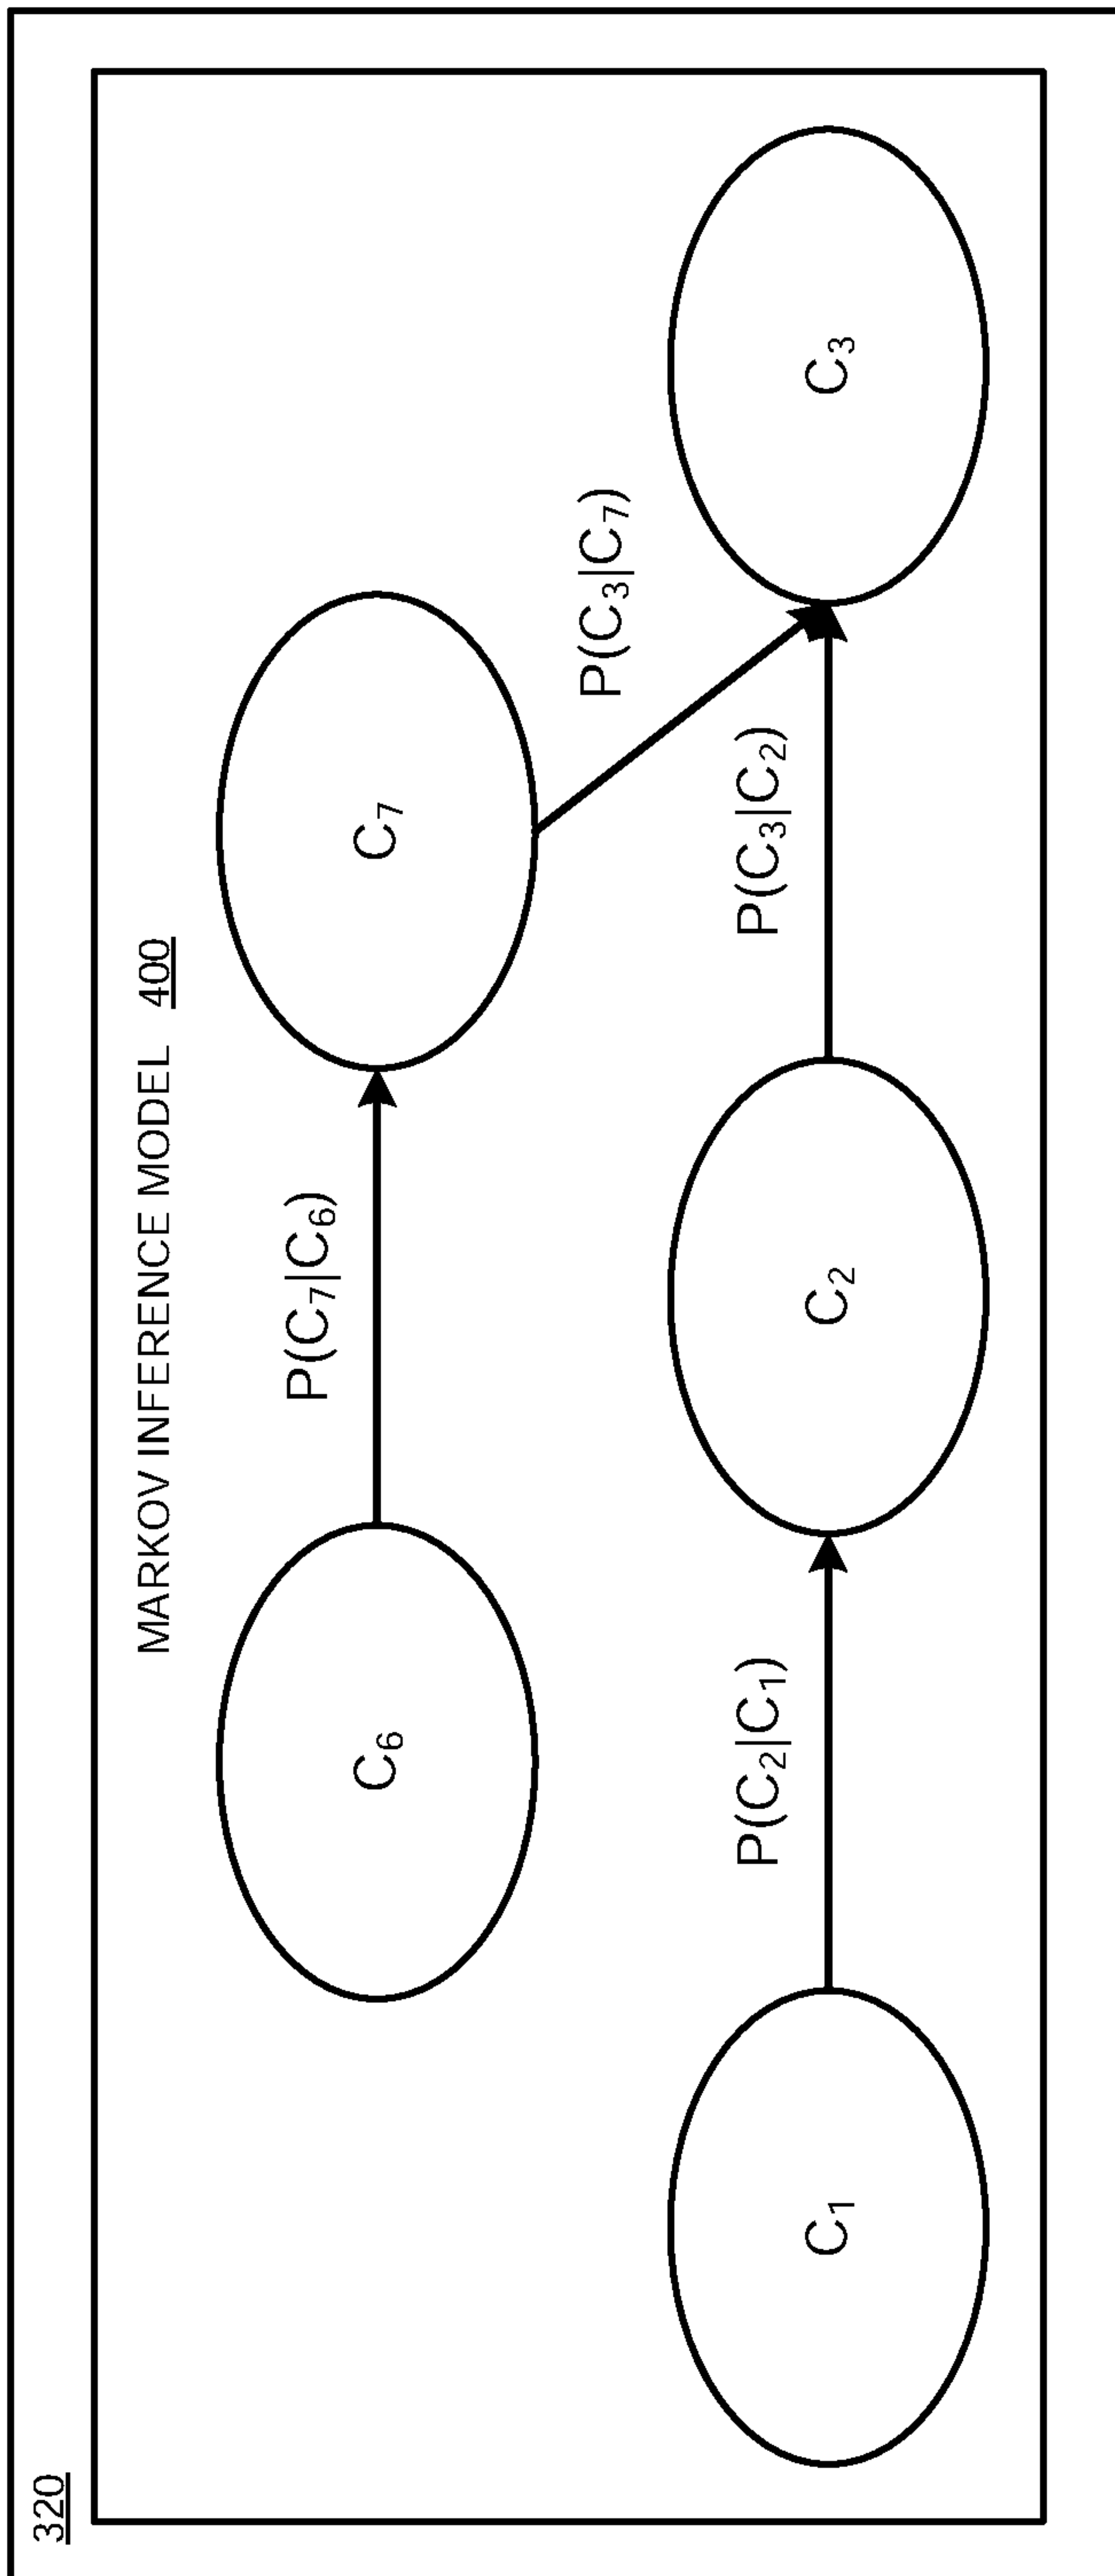 320
MARKOV INFERENCE MODEL 400
P(C₇|C₆)
C₆
C₇
P(C₃|C₇)
P(C₂|C₁)
P(C₃|C₂)
C₁
C₂
C₃